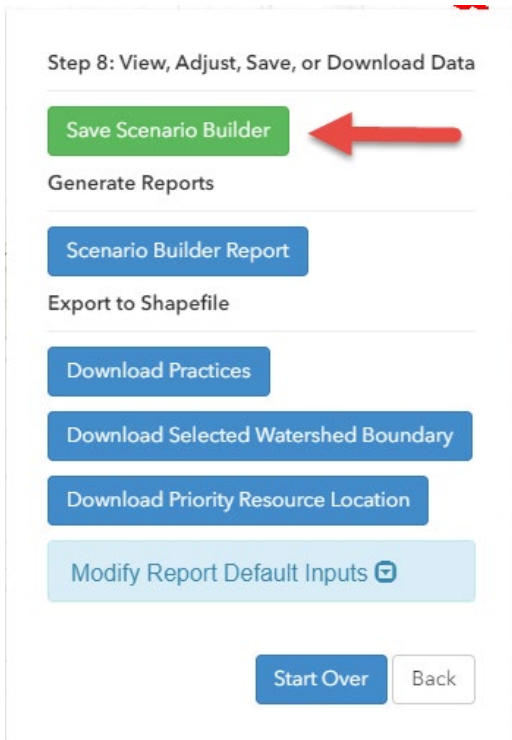 Step 8: View, Adjust, Save, or Download Data
Save Scenario Builder
Generate Reports
Scenario Builder Report
Export to Shapefile
Download Practices
Download Selected Watershed Boundary
Download Priority Resource Location
Modify Report Default Inputs
Start Over Back